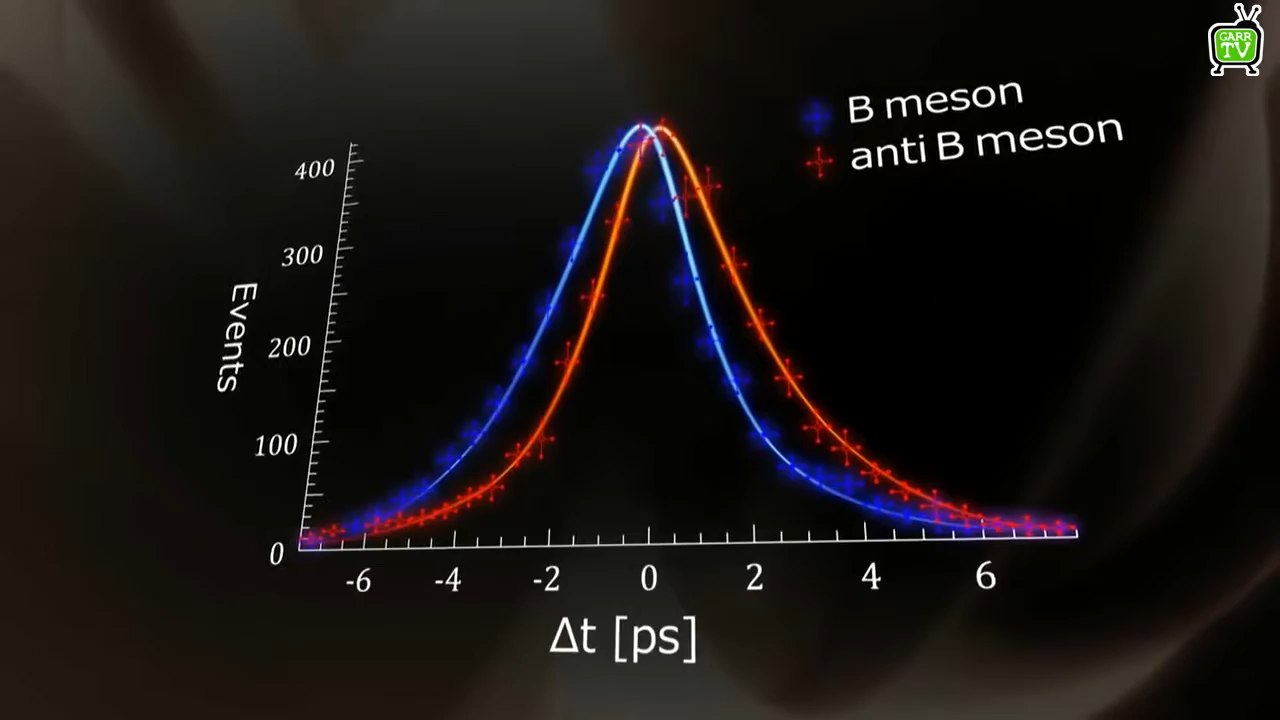 GARR
TV
B meson
anti B meson
400
300
200
100
0
Events
-6 -4 -2 0 2 4 6
Δt [ps]